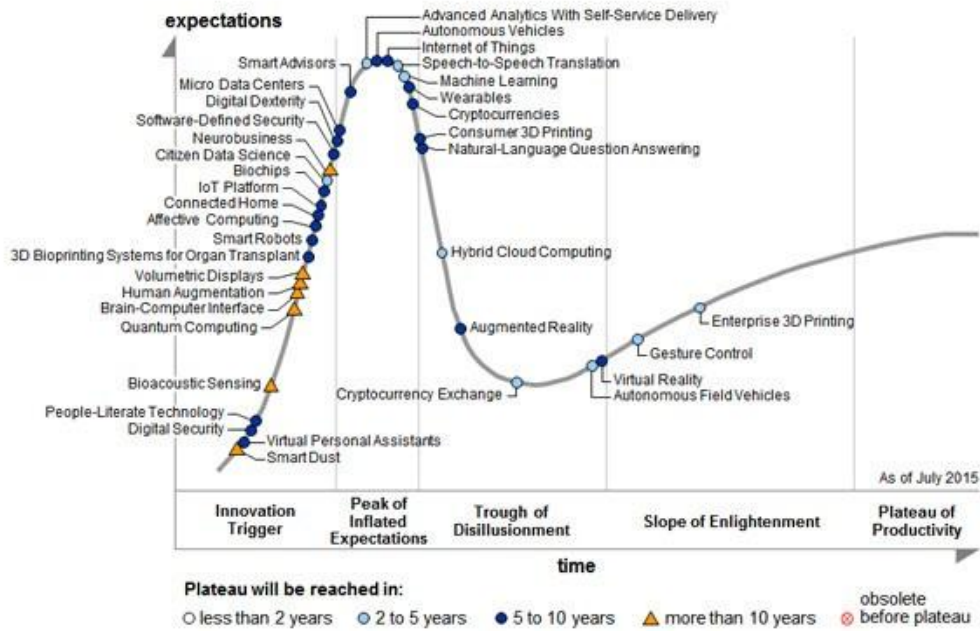 expectations
Advanced Analytics With Self-Service Delivery
Autonomous Vehicles
Internet of Things
Speech-to-Speech Translation
Machine Learning
Wearables
Cryptocurrencies
Consumer 3D Printing
Natural-Language Question Answering
Smart Advisors
Micro Data Centers
Digital Dexterity
Software-Defined Security
Neurobusiness
Citizen Data Science
Biochips
IoT Platform
Connected Home
Affective Computing
Smart Robots
3D Bioprinting Systems for Organ Transplant
Volumetric Displays
Human Augmentation
Brain-Computer Interface
Quantum Computing
Bioacoustic Sensing
People-Literate Technology
Digital Security
Virtual Personal Assistants
Smart Dust
Hybrid Cloud Computing
Augmented Reality
Cryptocurrency Exchange
Enterprise 3D Printing
Gesture Control
Virtual Reality
Autonomous Field Vehicles
As of July 2015
Innovation
Trigger
Peak of
Inflated
Expectations
Trough of
Disillusionment
Slope of Enlightenment
Plateau of
Productivity
time
Plateau will be reached in:
less than 2 years
2 to 5 years
5 to 10 years
more than 10 years
obsolete
before plateau